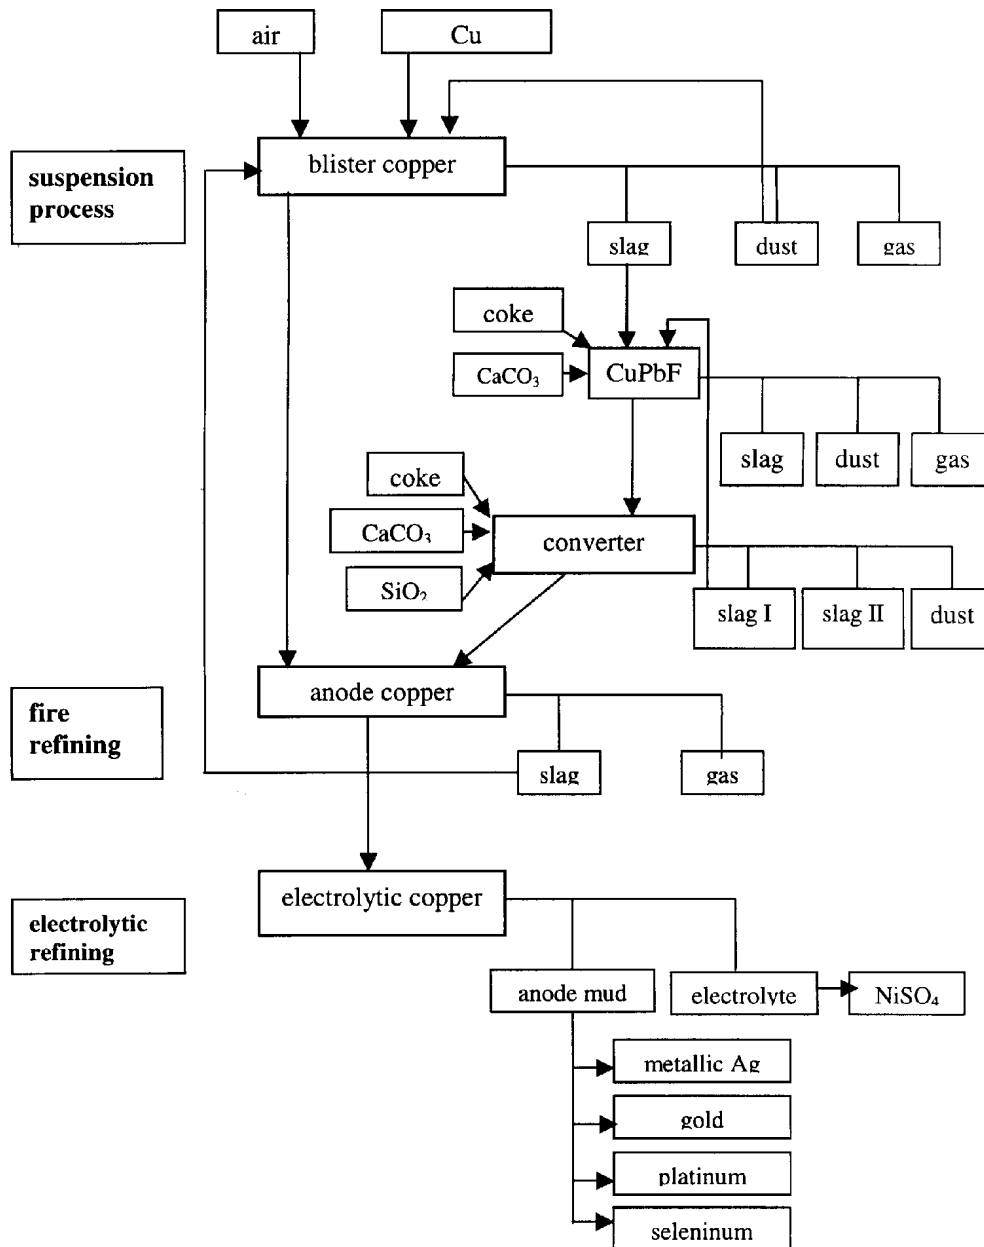 air
Cu
suspension
process
blister copper
slag
dust
gas
coke
CaCO₃
CuPbF
slag
dust
gas
coke
CaCO₃
SiO₂
converter
slag I
slag II
dust
fire
refining
anode copper
slag
gas
electrolytic
refining
electrolytic copper
anode mud
electrolyte
NiSO₄
metallic Ag
gold
platinum
seleninum